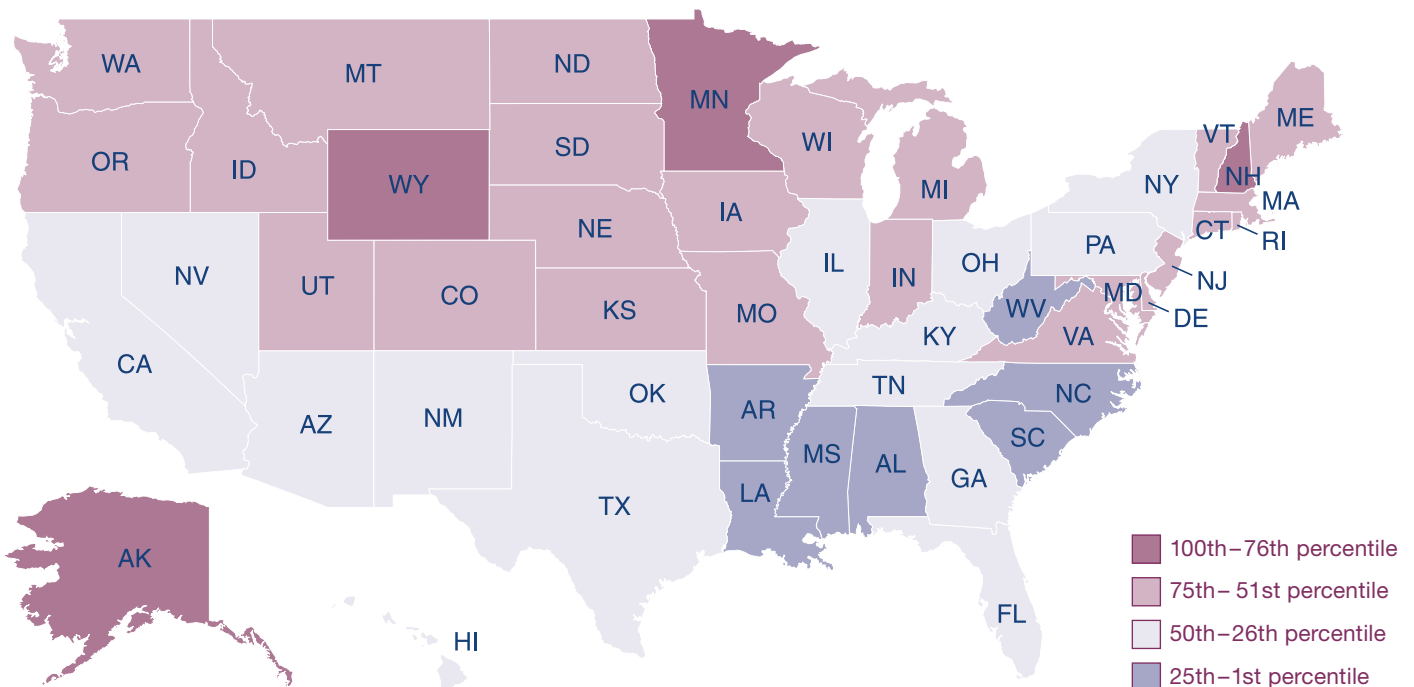 WA
MT
ND
MN
ME
VT
OR
ID
SD
WI
NH
WY
MI
NY
MA
IA
NE
CT
RI
PA
NV
UT
CO
IL
IN
OH
NJ
MD
DE
WV
KS
MO
KY
VA
CA
TN
OK
AR
NC
AZ
NM
SC
MS
AL
GA
LA
TX
AK
FL
HI
100th–76th percentile
75th–51st percentile
50th–26th percentile
25th–1st percentile